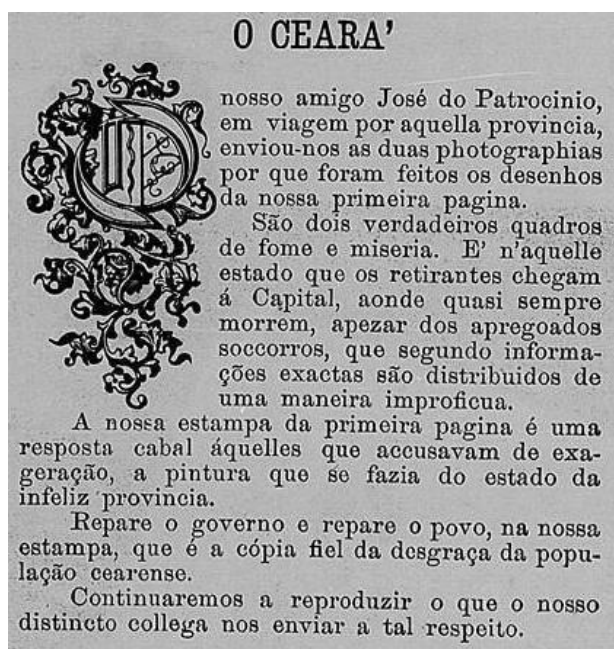 O CEARA'
O nosso amigo José do Patrocinio,
em viagem por aquella provincia,
enviou-nos as duas photographias
por que foram feitos os desenhos
da nossa primeira pagina.
São dois verdadeiros quadros
de fome e miseria. E' n'aquelle
estado que os retirantes chegam
á Capital, aonde quasi sempre
morrem, apezar dos apregoados
soccorros, que segundo informa-
ções exactas são distribuidos de
uma maneira improficua.
A nossa estampa da primeira pagina é uma
resposta cabal áquelles que accusavam de exa-
geração, a pintura que se fazia do estado da
infeliz provincia.
Repare o governo e repare o povo, na nossa
estampa, que é a cópia fiel da desgraça da popu-
lação cearense.
Continuaremos a reproduzir o que o nosso
distincto collega nos enviar a tal respeito.